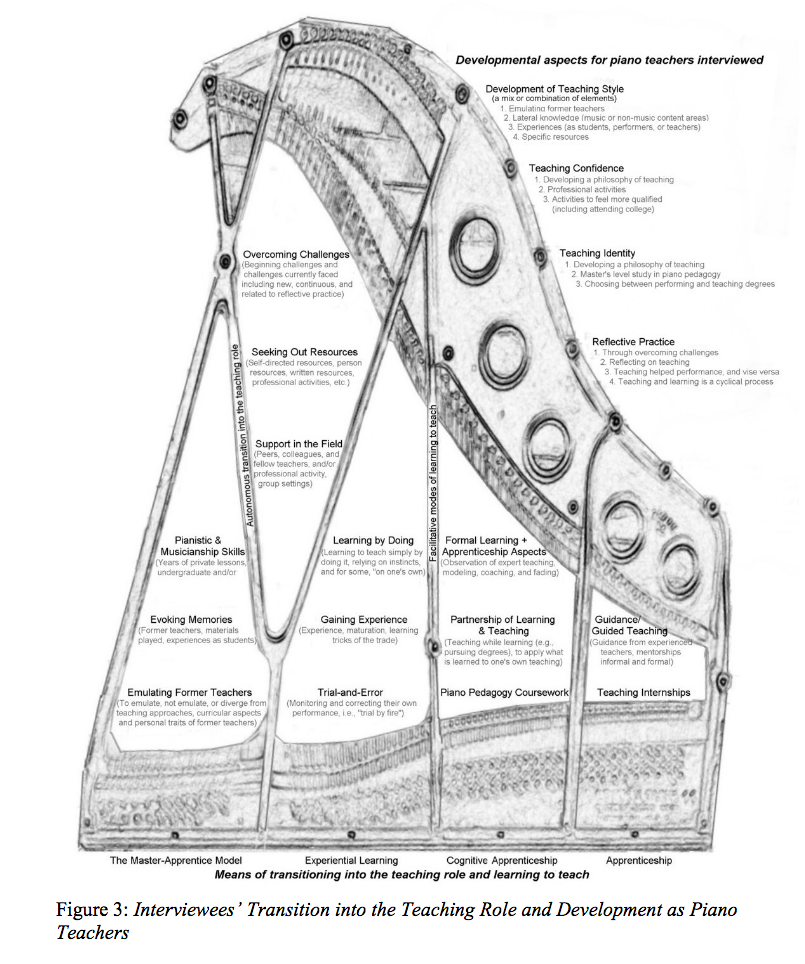 Developmental aspects for piano teachers interviewed
Development of Teaching Style
(a mix or combination of elements)
1. Emulating former teachers
2. Lateral knowledge (music or non-music content areas)
3. Experiences (as students, performers, or teachers)
4. Specific resources
Teaching Confidence
1. Developing a philosophy of teaching
2. Professional activities
3. Activities to feel more qualified
(including attending college)
Teaching Identity
1. Developing a philosophy of teaching
2. Master's level study in piano pedagogy
3. Choosing between performing and teaching degrees
Reflective Practice
1. Through overcoming challenges
2. Reflecting on teaching
3. Teaching helped performance, and vise versa
4. Teaching and learning is a cyclical process
Overcoming Challenges
(Beginning challenges and
challenges currently faced
including new, continuous, and
related to reflective practice)
Seeking Out Resources
(Self-directed resources, person
resources, written resources,
professional activities, etc.)
Support in the Field
(Peers, colleagues, and
fellow teachers, and/or
professional activity,
group settings)
Autonomous transition into the teaching role
Facilitative modes of learning to teach
Pianistic &
Musicianship Skills
(Years of private lessons,
undergraduate and/or
Learning by Doing
(Learning to teach simply by
doing it, relying on instincts,
and for some, "on one's own)
Formal Learning +
Apprenticeship Aspects
(Observation of expert teaching,
modeling, coaching, and fading)
Evoking Memories
(Former teachers, materials
played, experiences as students)
Gaining Experience
(Experience, maturation, learning
tricks of the trade)
Partnership of Learning
& Teaching
(Teaching while learning (e.g.,
pursuing degrees), to apply what
is learned to one's own teaching)
Guidance/
Guided Teaching
(Guidance from experienced
teachers, mentorships
informal and formal)
Emulating Former Teachers
(To emulate, not emulate, or diverge from
teaching approaches, curricular aspects
and personal traits of former teachers)
Trial-and-Error
(Monitoring and correcting their own
performance, i.e., "trial by fire")
Piano Pedagogy Coursework
Teaching Internships
The Master-Apprentice Model
Experiential Learning
Cognitive Apprenticeship
Apprenticeship
Means of transitioning into the teaching role and learning to teach
Figure 3: Interviewees' Transition into the Teaching Role and Development as Piano
Teachers